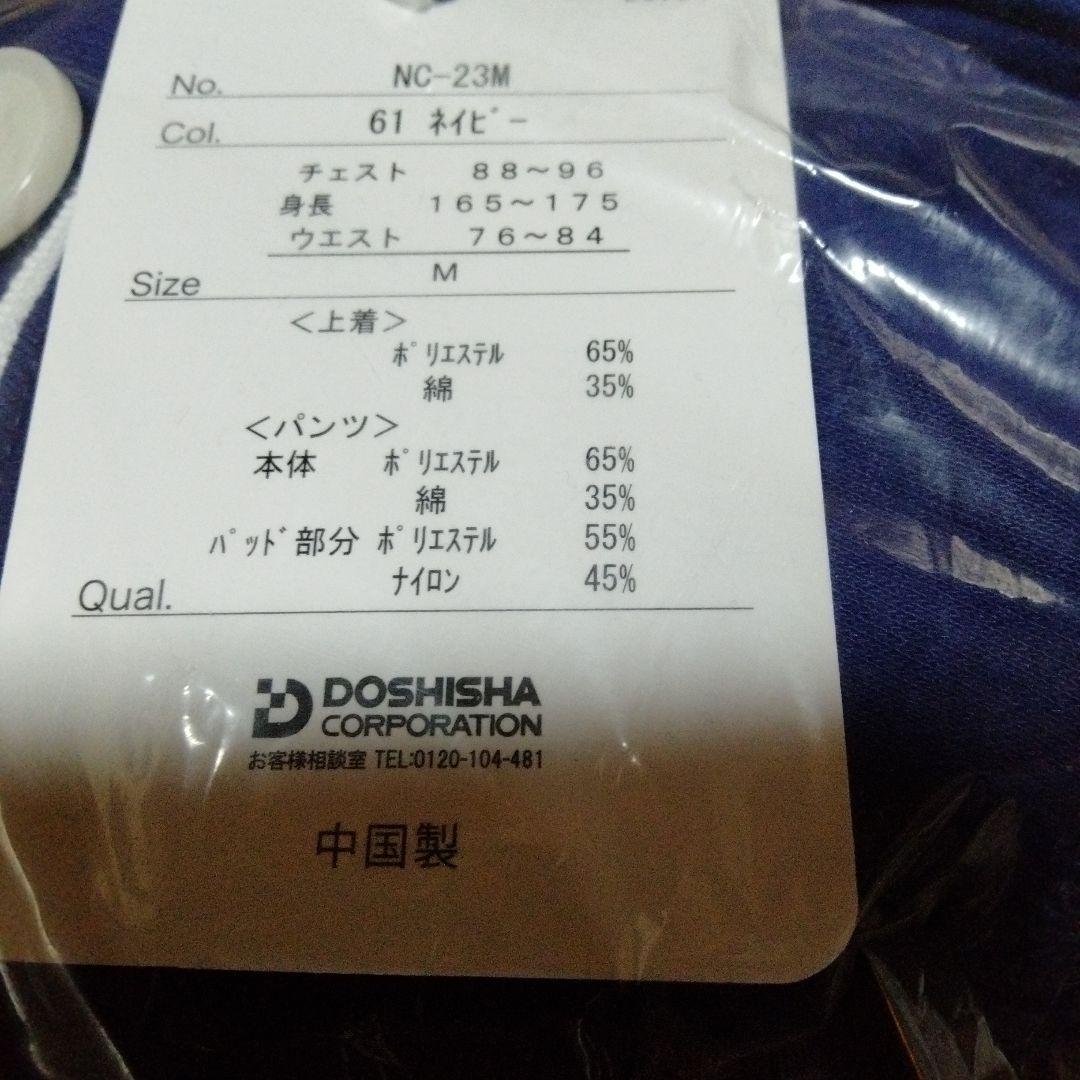 No. NC-23M
Col. 61 ネイビー
チェスト 88～96
身長 165～175
ウエスト 76～84
Size M
＜上着＞
ポリエステル 65%
綿 35%
＜パンツ＞
本体 ポリエステル 65%
綿 35%
パッド部分 ポリエステル 55%
ナイロン 45%
Qual.
DOSHISHA
CORPORATION
お客様相談室 TEL:0120-104-481
中国製